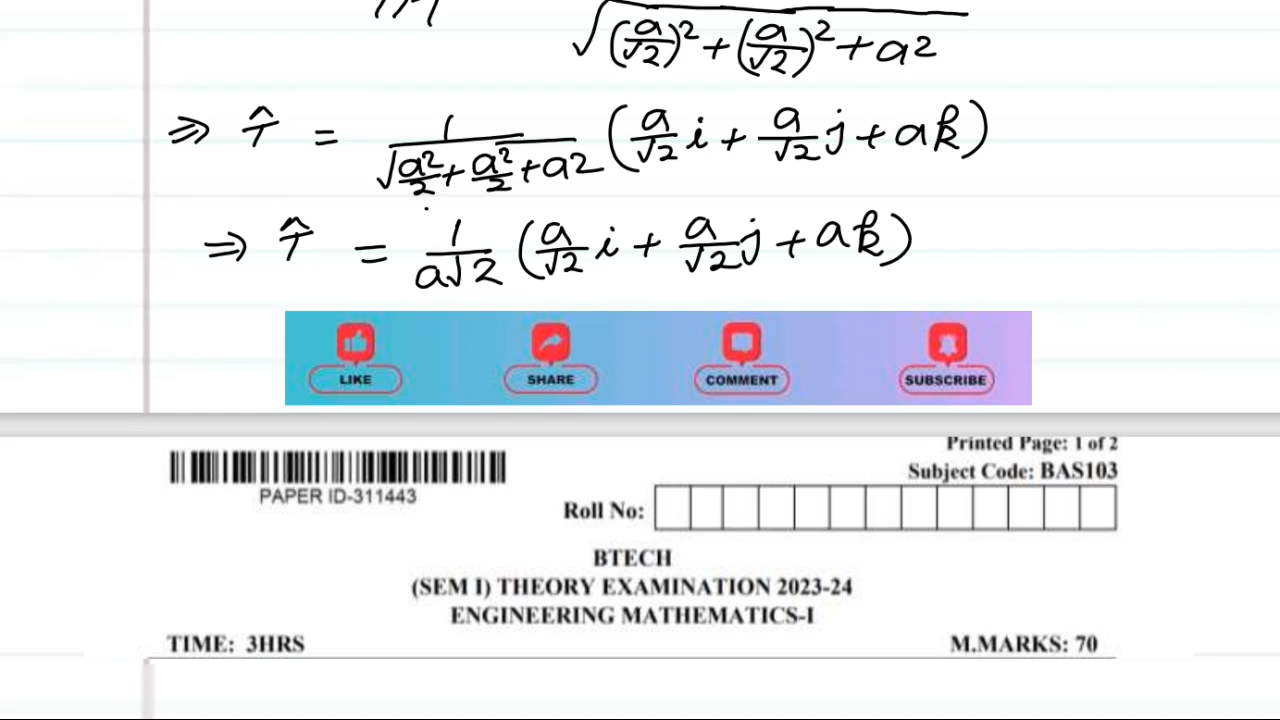 √((a/√2)² + (a/√2)² + a²)
⇒ T̂ = 1/√(a²/2 + a²/2 + a²) (a/√2 i + a/√2 j + ak)
⇒ T̂ = 1/(a√2) (a/√2 i + a/√2 j + ak)
LIKE SHARE COMMENT SUBSCRIBE
Printed Page: 1 of 2
Subject Code: BAS103
PAPER ID-311443
Roll No:
BTECH
(SEM I) THEORY EXAMINATION 2023-24
ENGINEERING MATHEMATICS-I
TIME: 3HRS M.MARKS: 70